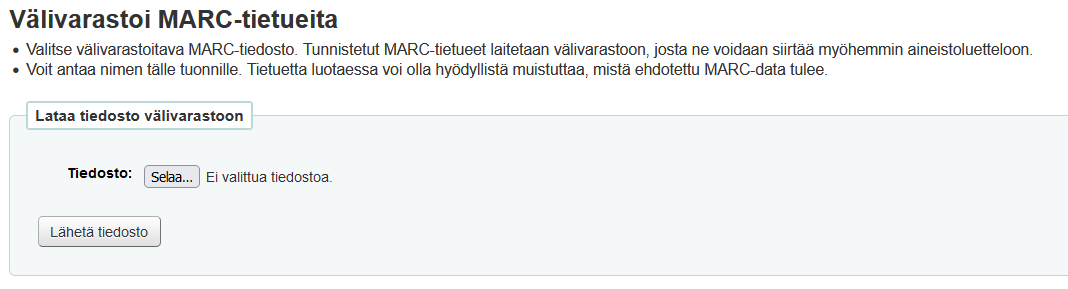 Välivarastoi MARC-tietueita
• Valitse välivarastoitava MARC-tiedosto. Tunnistetut MARC-tietueet laitetaan välivarastoon, josta ne voidaan siirtää myöhemmin aineistoluetteloon.
• Voit antaa nimen tälle tuonnille. Tietuetta luotaessa voi olla hyödyllistä muistuttaa, mistä ehdotettu MARC-data tulee.
Lataa tiedosto välivarastoon
Tiedosto: Selaa... Ei valittua tiedostoa.
Lähetä tiedosto